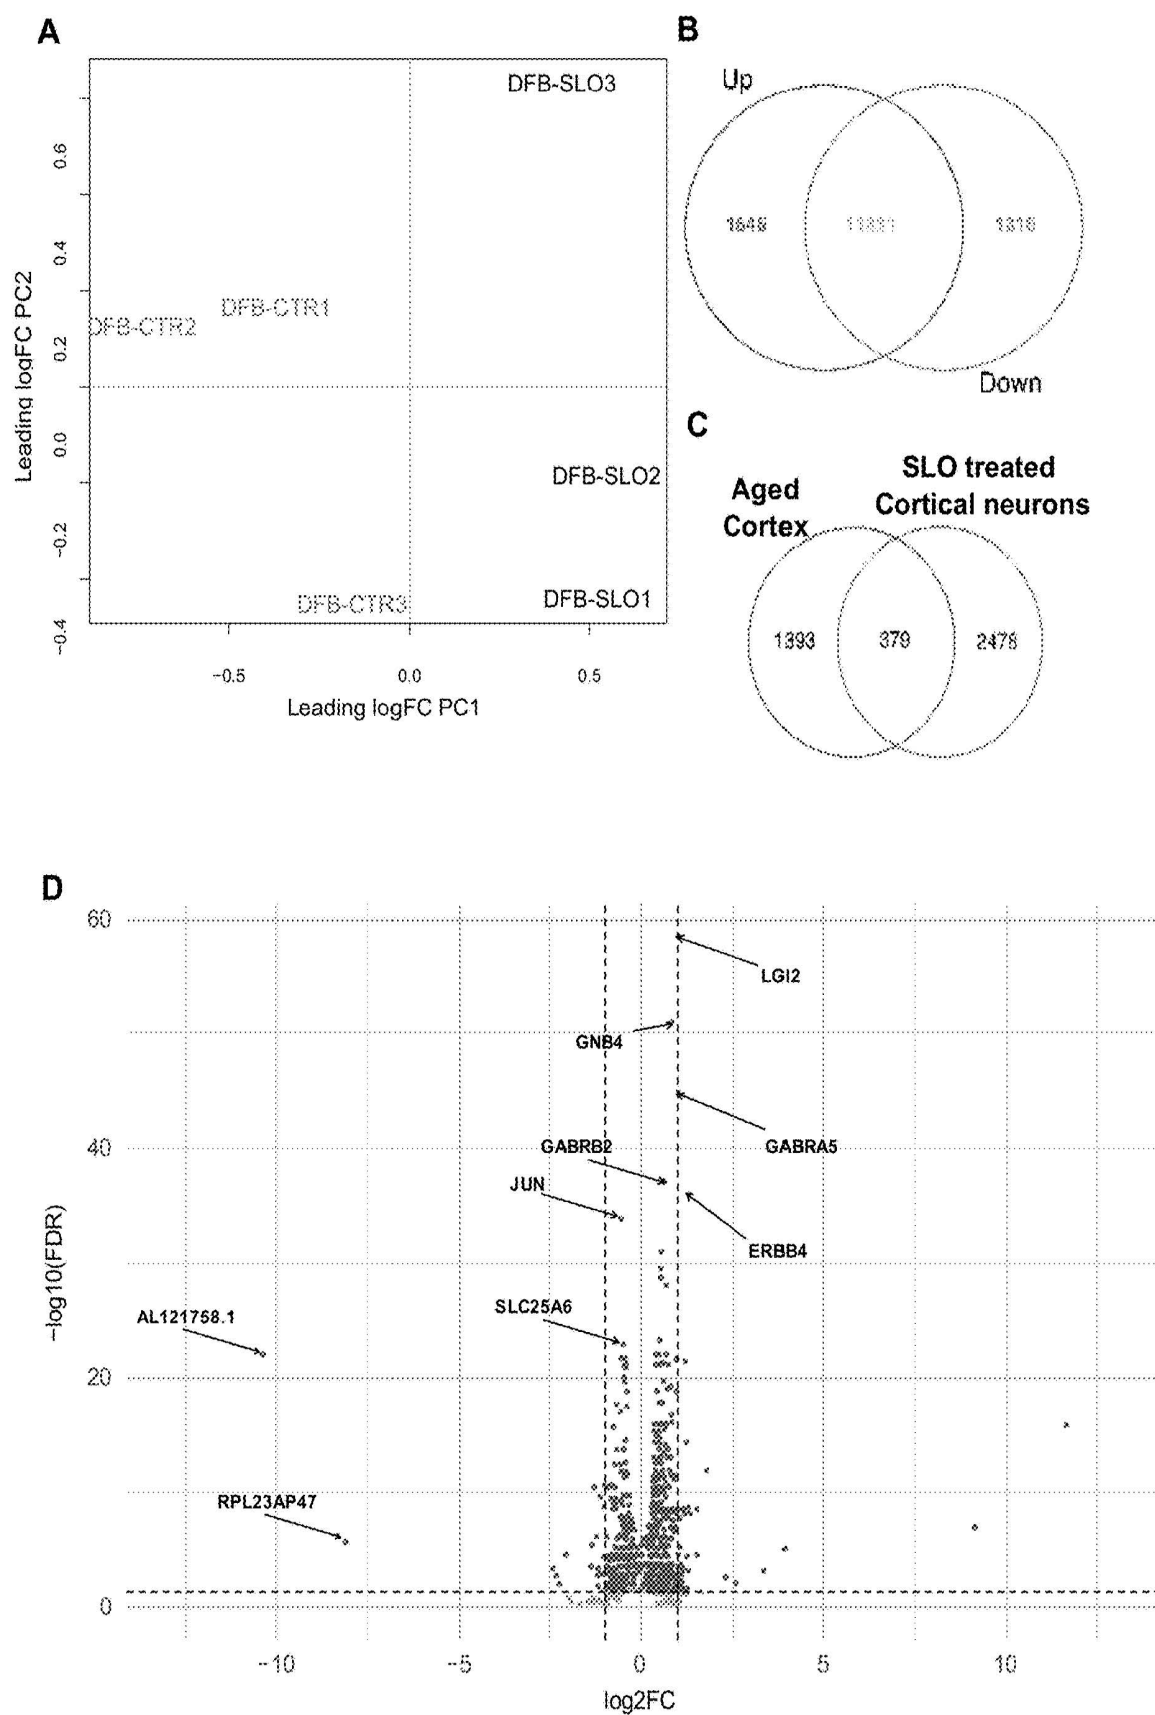 A
DFB-SLO3
DFB-CTR1
DFB-CTR2
DFB-SLO2
DFB-SLO1
DFB-CTR3
0.6
0.4
0.2
0.0
−0.2
−0.4
Leading logFC PC2
−0.5
0.0
0.5
Leading logFC PC1
B
Up
Down
C
Aged
Cortex
SLO treated
Cortical neurons
1393
379
2478
D
60
40
20
0
−log10(FDR)
LGI2
GNB4
GABRA5
GABRB2
JUN
ERBB4
SLC25A6
AL121758.1
RPL23AP47
−10
−5
0
5
10
log2FC